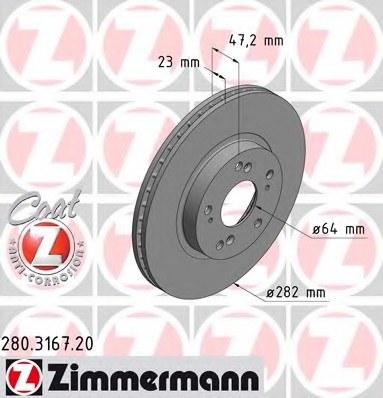 47,2 mm
23 mm
ø64 mm
ø282 mm
Coat
Z
ANTI-CORROSION
280.3167.20
Z Zimmermann